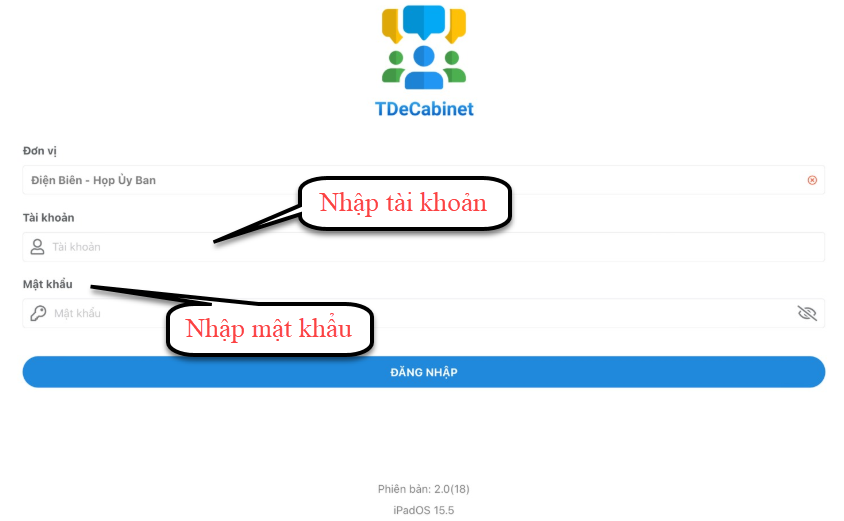 TDeCabinet
Đơn vị
Điện Biên - Họp Ủy Ban
Nhập tài khoản
Tài khoản
Tài khoản
Mật khẩu
Mật khẩu
Nhập mật khẩu
ĐĂNG NHẬP
Phiên bản: 2.0(18)
iPadOS 15.5